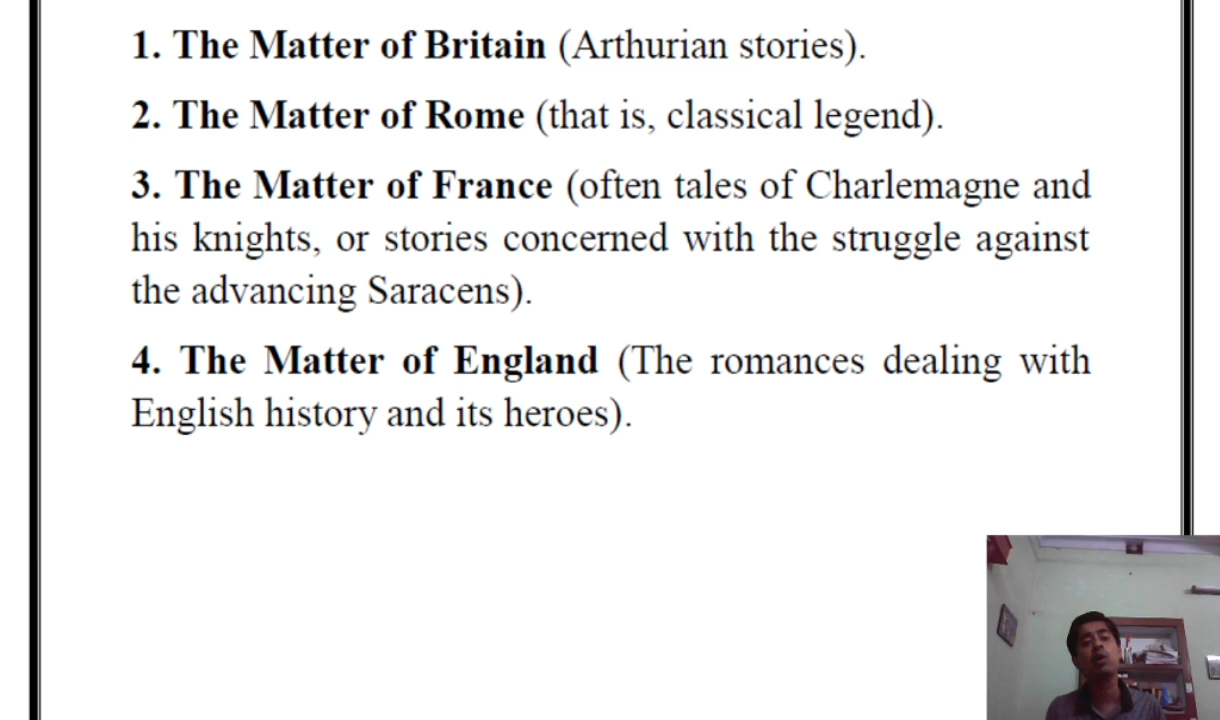 1. The Matter of Britain (Arthurian stories).
2. The Matter of Rome (that is, classical legend).
3. The Matter of France (often tales of Charlemagne and
his knights, or stories concerned with the struggle against
the advancing Saracens).
4. The Matter of England (The romances dealing with
English history and its heroes).